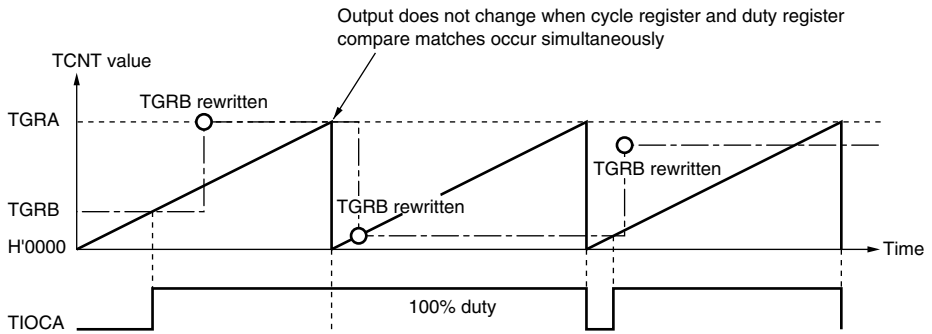 Output does not change when cycle register and duty register
compare matches occur simultaneously
TCNT value
TGRB rewritten
TGRA
TGRB rewritten
TGRB
TGRB rewritten
H'0000
Time
100% duty
TIOCA